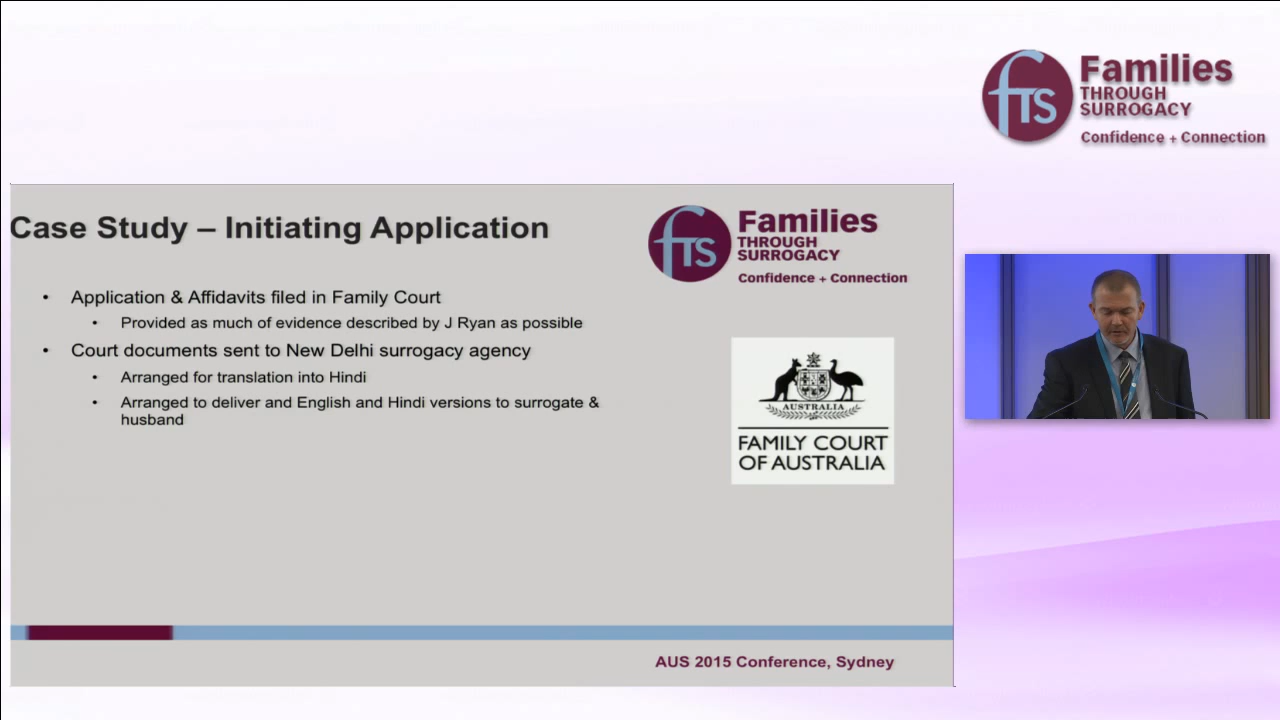 fTS
Families
THROUGH
SURROGACY
Confidence + Connection
Case Study – Initiating Application
fTS
Families
THROUGH
SURROGACY
Confidence + Connection
• Application & Affidavits filed in Family Court
• Provided as much of evidence described by J Ryan as possible
• Court documents sent to New Delhi surrogacy agency
• Arranged for translation into Hindi
• Arranged to deliver and English and Hindi versions to surrogate &
husband
AUSTRALIA
FAMILY COURT
OF AUSTRALIA
AUS 2015 Conference, Sydney